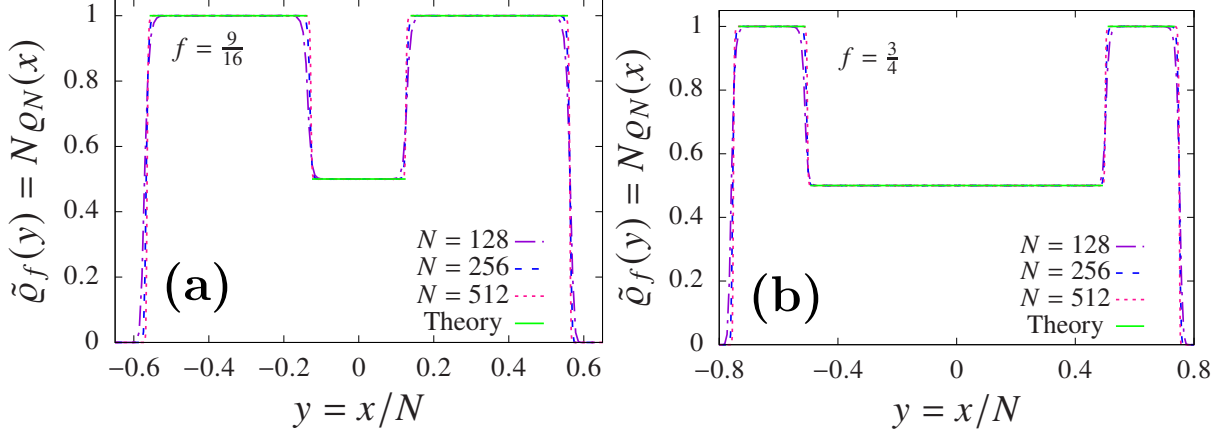 ϱ̃_f(y) = Nϱ_N(x)
1
0.8
0.6
0.4
0.2
0
f = 9/16
N = 128
N = 256
N = 512
Theory
(a)
−0.6 −0.4 −0.2 0 0.2 0.4 0.6
y = x/N
ϱ̃_f(y) = Nϱ_N(x)
1
0.8
0.6
0.4
0.2
0
f = 3/4
N = 128
N = 256
N = 512
Theory
(b)
−0.8 −0.4 0 0.4 0.8
y = x/N